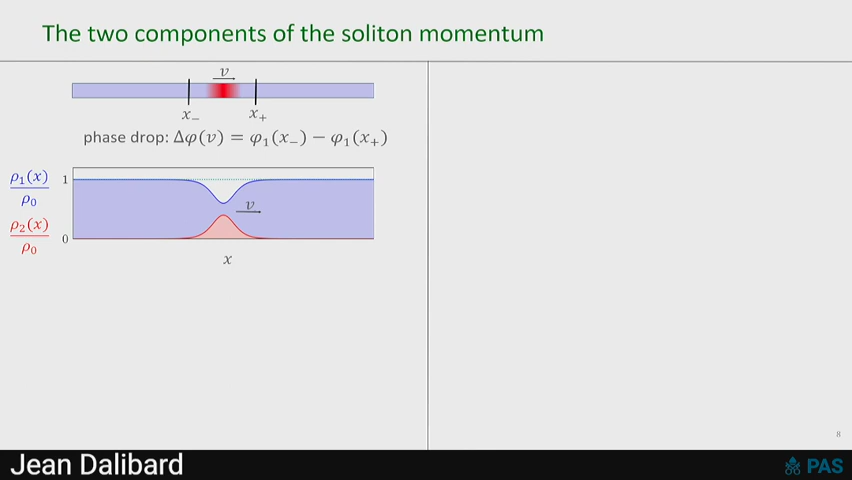 The two components of the soliton momentum
v
x₋ x₊
phase drop: Δφ(v) = φ₁(x₋) − φ₁(x₊)
ρ₁(x)/ρ₀
1
v
ρ₂(x)/ρ₀
0
x
8
Jean Dalibard
PAS